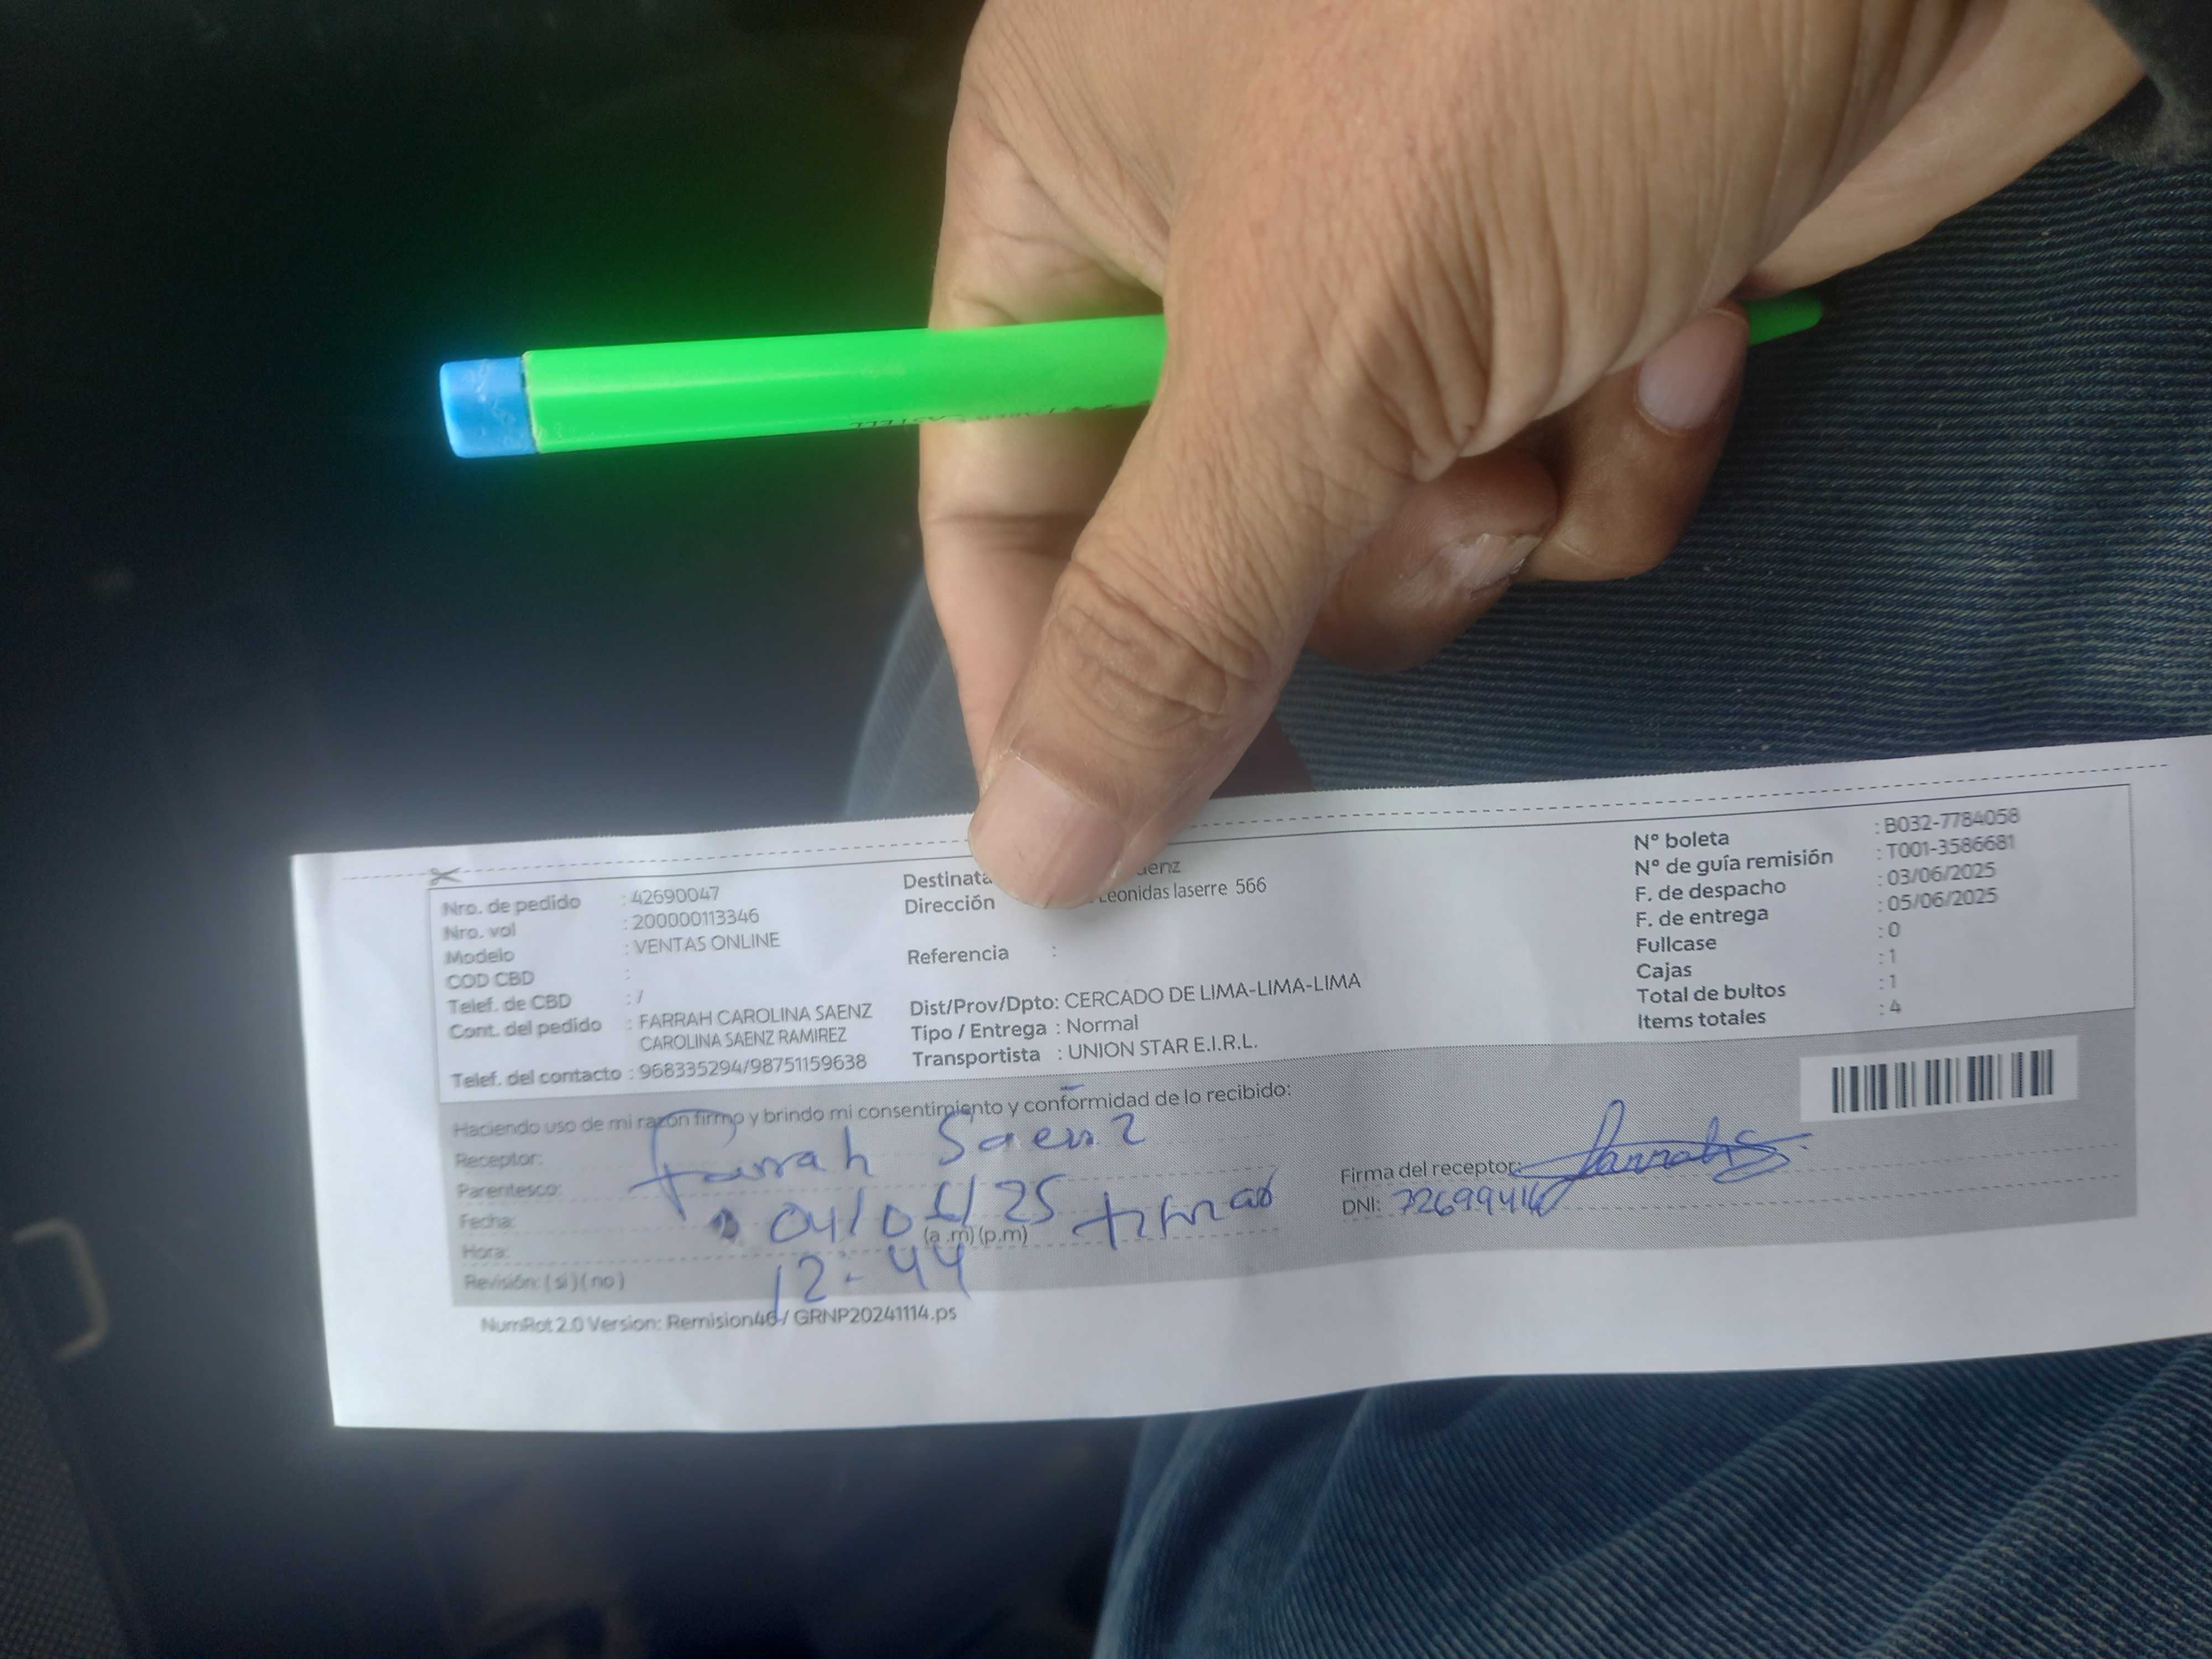 FABER-CASTELL
Nro. de pedido : 42690047
Nro. vol : 200000113346
Modelo : VENTAS ONLINE
COD CBD :
Telef. de CBD : /
Cont. del pedido : FARRAH CAROLINA SAENZ
CAROLINA SAENZ RAMIREZ
Telef. del contacto : 968335294/98751159638
Destinata
aenz
Dirección Leonidas laserre 566
Referencia :
Dist/Prov/Dpto: CERCADO DE LIMA-LIMA-LIMA
Tipo / Entrega : Normal
Transportista : UNION STAR E.I.R.L.
N° boleta : B032-7784058
N° de guía remisión : T001-3586681
F. de despacho : 03/06/2025
F. de entrega : 05/06/2025
Fullcase : 0
Cajas : 1
Total de bultos : 1
Items totales : 4
Haciendo uso de mi razón firmo y brindo mi consentimiento y conformidad de lo recibido:
Receptor: Farrah Saenz
Parentesco:
Fecha: 04/06/25
Hora: (a .m) (p.m)
12:44
Revisión: ( si ) ( no )
Firma del receptor:
DNI: 72699416
NumRot 2.0 Version: Remision46 / GRNP20241114.ps